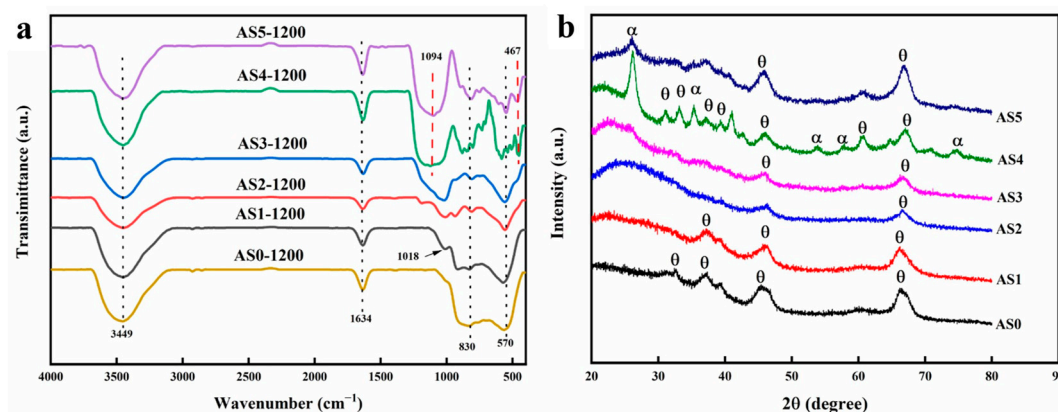 a
AS5-1200
1094
467
AS4-1200
AS3-1200
AS2-1200
AS1-1200
1018
AS0-1200
3449
1634
830
570
4000 3500 3000 2500 2000 1500 1000 500
Wavenumber (cm⁻¹)
Transimittance (a.u.)
b
α
θ
θ
AS5
θ
θ
α
θ
θ
θ
α
α
θ
θ
α
AS4
θ
θ
AS3
θ
AS2
θ
θ
θ
AS1
θ
θ
θ
θ
AS0
20 30 40 50 60 70 80 9
2θ (degree)
Intensity (a.u.)